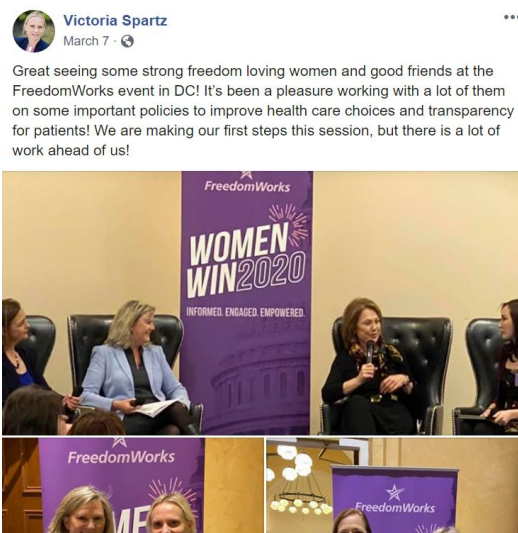 Victoria Spartz
March 7
Great seeing some strong freedom loving women and good friends at the
FreedomWorks event in DC! It's been a pleasure working with a lot of them
on some important policies to improve health care choices and transparency
for patients! We are making our first steps this session, but there is a lot of
work ahead of us!
FreedomWorks
WOMEN
WIN2020
INFORMED. ENGAGED. EMPOWERED.
FreedomWorks
FreedomWorks